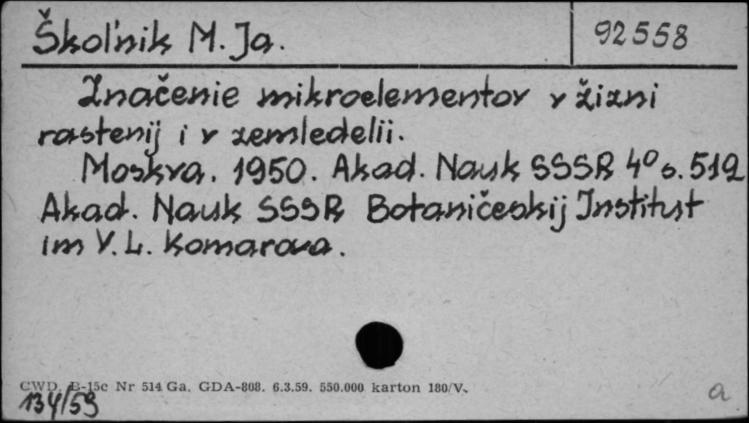 Škol'nik M. Ja.
92558
Značenie mikroelementov v žizni
rastenij i v zemledelii.
Moskva. 1950. Akad. Nauk SSSR 4° s. 512
Akad. Nauk SSSR Botaničeskij Institut
im V. L. Komarova.
CWD. B-15c Nr 514 Ga. GDA-808. 6.3.59. 550.000 karton 180/V.
134/59
a